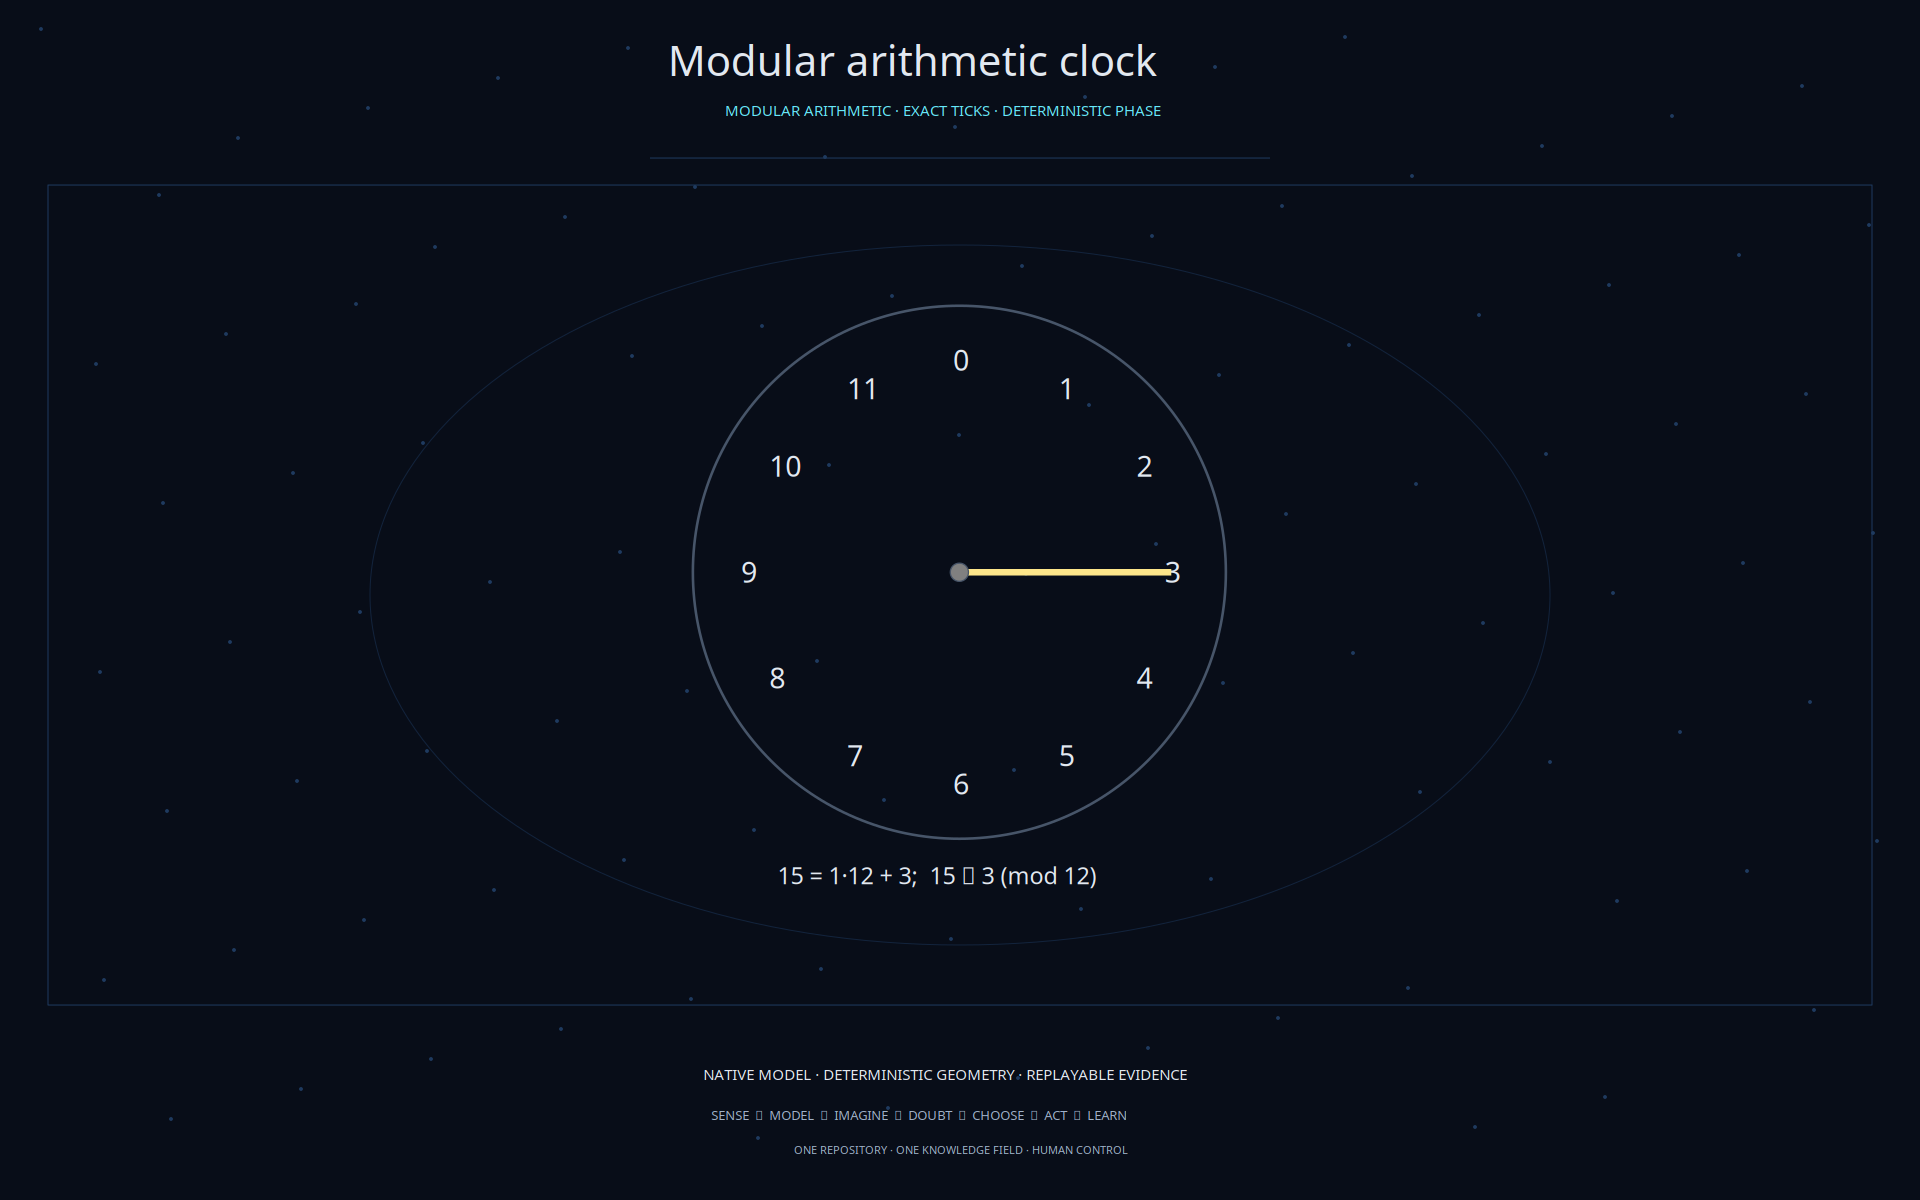 Modular arithmetic clock
MODULAR ARITHMETIC · EXACT TICKS · DETERMINISTIC PHASE
0
11
1
10
2
9
3
8
4
7
5
6
15 = 1·12 + 3;  15 ▯ 3 (mod 12)
NATIVE MODEL · DETERMINISTIC GEOMETRY · REPLAYABLE EVIDENCE
SENSE ▯ MODEL ▯ IMAGINE ▯ DOUBT ▯ CHOOSE ▯ ACT ▯ LEARN
ONE REPOSITORY · ONE KNOWLEDGE FIELD · HUMAN CONTROL